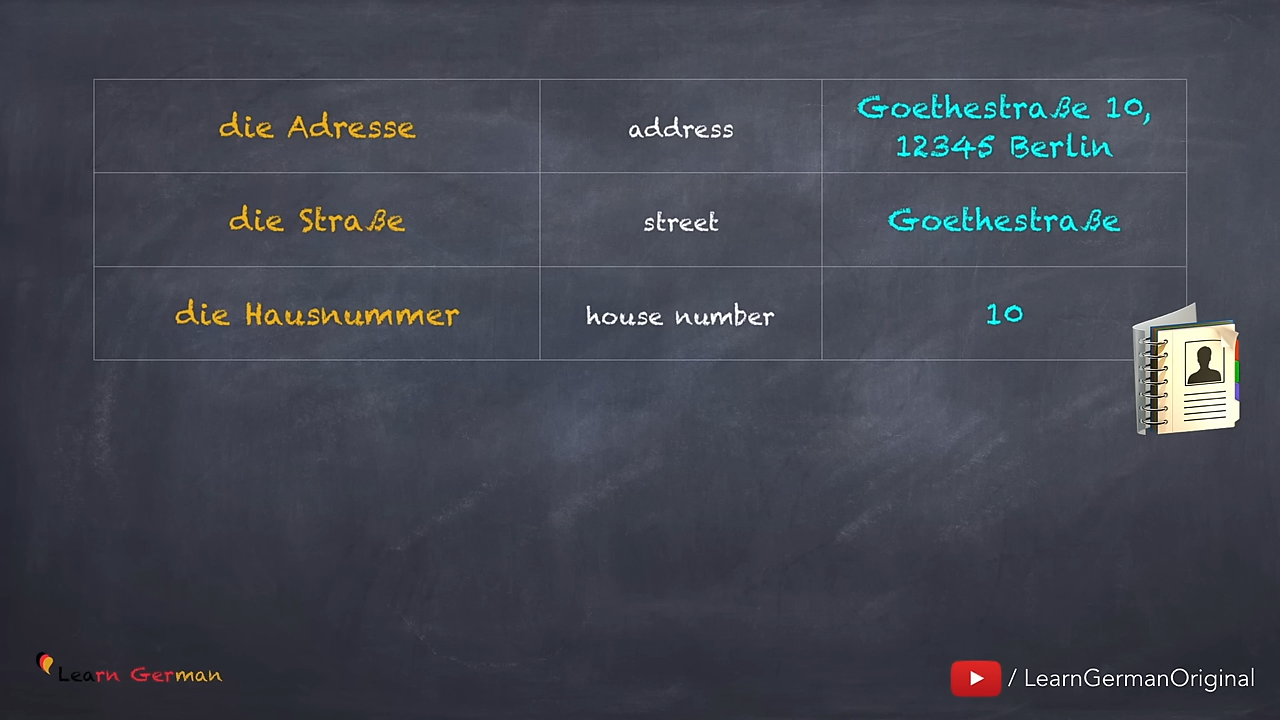 die Adresse
address
Goethestraße 10,
12345 Berlin
die Straße
street
Goethestraße
die Hausnummer
house number
10
Learn German
/ LearnGermanOriginal